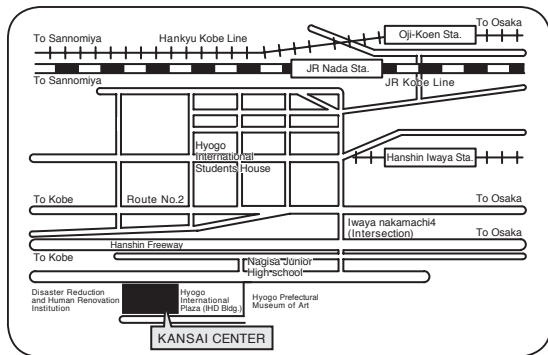 To Sannomiya
Hankyu Kobe Line
To Osaka
Oji-Koen Sta.
JR Nada Sta.
To Sannomiya
JR Kobe Line
Hyogo
International
Students House
Hanshin Iwaya Sta.
To Kobe
Route No.2
To Osaka
Iwaya nakamachi4
(Intersection)
To Osaka
Hanshin Freeway
To Kobe
Nagisa Junior
High school
Disaster Reduction
and Human Renovation
Institution
Hyogo
International
Plaza (IHD Bldg.)
Hyogo Prefectural
Museum of Art
KANSAI CENTER